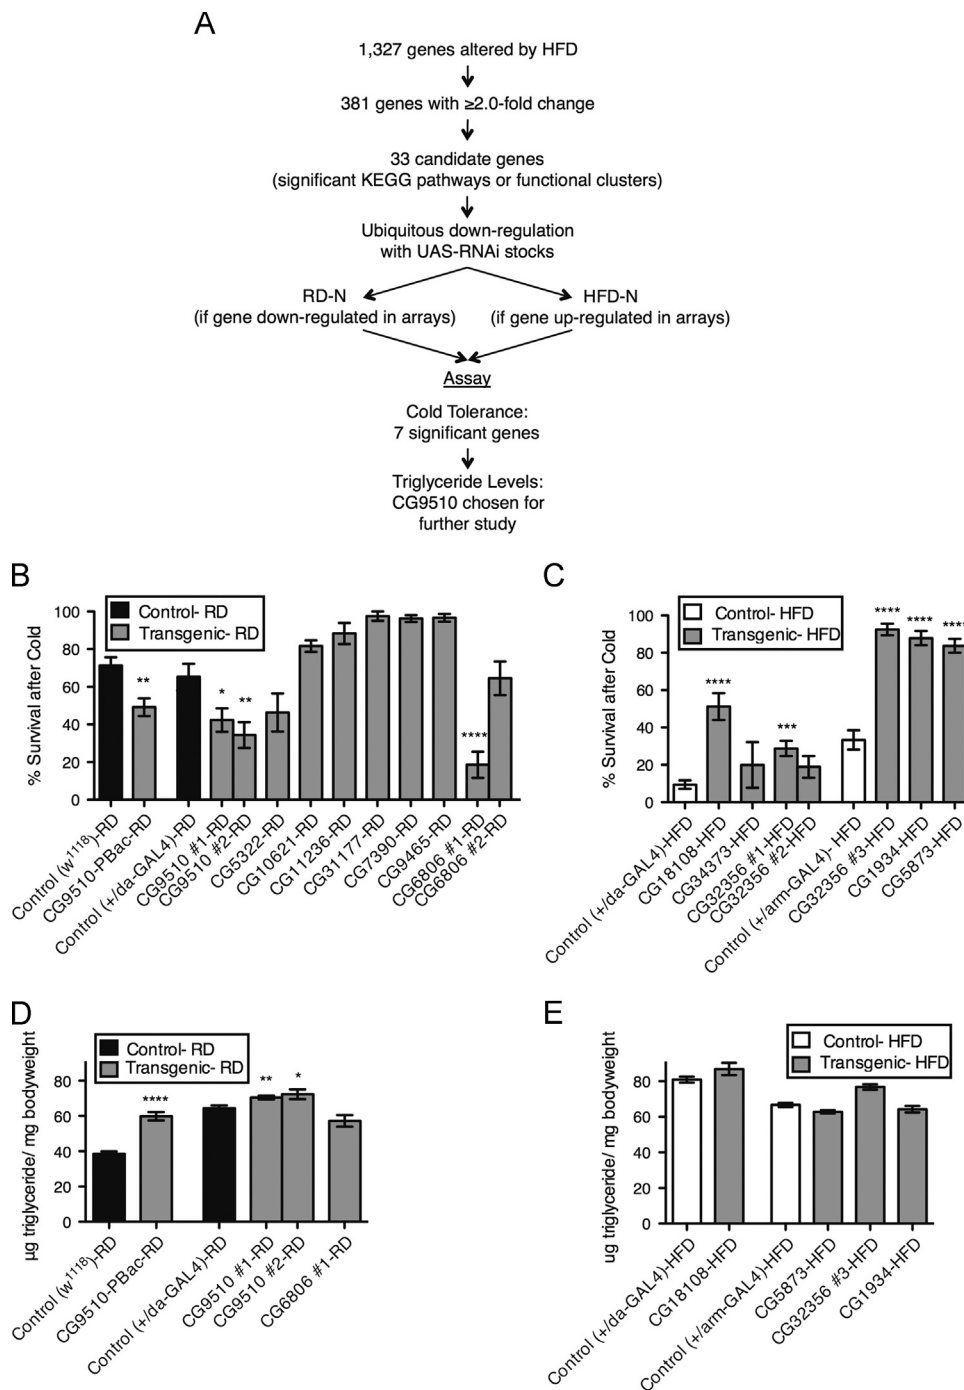 A
1,327 genes altered by HFD
381 genes with ≥2.0-fold change
33 candidate genes
(significant KEGG pathways or functional clusters)
Ubiquitous down-regulation
with UAS-RNAi stocks
RD-N
(if gene down-regulated in arrays)
HFD-N
(if gene up-regulated in arrays)
Assay
Cold Tolerance:
7 significant genes
Triglyceride Levels:
CG9510 chosen for
further study
B
Control- RD
Transgenic- RD
% Survival after Cold
100
80
60
40
20
0
**
*
**
****
Control (w1118)-RD
CG9510-PBac-RD
Control (+/da-GAL4)-RD
CG9510 #1-RD
CG9510 #2-RD
CG5322-RD
CG10621-RD
CG11236-RD
CG31177-RD
CG7390-RD
CG9465-RD
CG6806 #1-RD
CG6806 #2-RD
C
Control- HFD
Transgenic- HFD
% Survival after Cold
100
80
60
40
20
0
****
***
****
****
****
Control (+/da-GAL4)-HFD
CG18108-HFD
CG34373-HFD
CG32356 #1-HFD
CG32356 #2-HFD
Control (+/arm-GAL4)- HFD
CG32356 #3-HFD
CG1934-HFD
CG5873-HFD
D
Control- RD
Transgenic- RD
µg triglyceride/ mg bodyweight
80
60
40
20
0
****
**
*
Control (w1118)-RD
CG9510-PBac-RD
Control (+/da-GAL4)-RD
CG9510 #1-RD
CG9510 #2-RD
CG6806 #1-RD
E
Control- HFD
Transgenic- HFD
ug triglyceride/ mg bodyweight
80
60
40
20
0
Control (+/da-GAL4)-HFD
CG18108-HFD
Control (+/arm-GAL4)-HFD
CG5873-HFD
CG32356 #3-HFD
CG1934-HFD